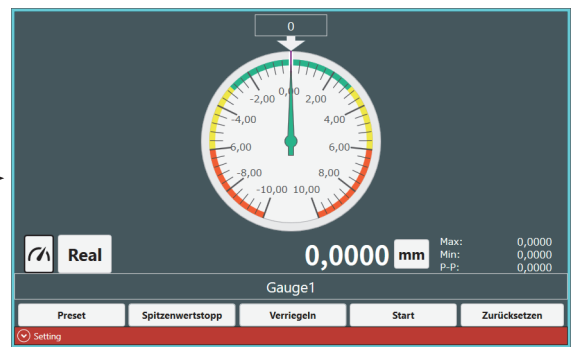 0
0,00
-2,00 2,00
-4,00 4,00
-6,00 6,00
-8,00 8,00
-10,00 10,00
Real 0,0000 mm
Max: 0,0000
Min: 0,0000
P-P: 0,0000
Gauge1
Preset Spitzenwertstopp Verriegeln Start Zurücksetzen
Setting